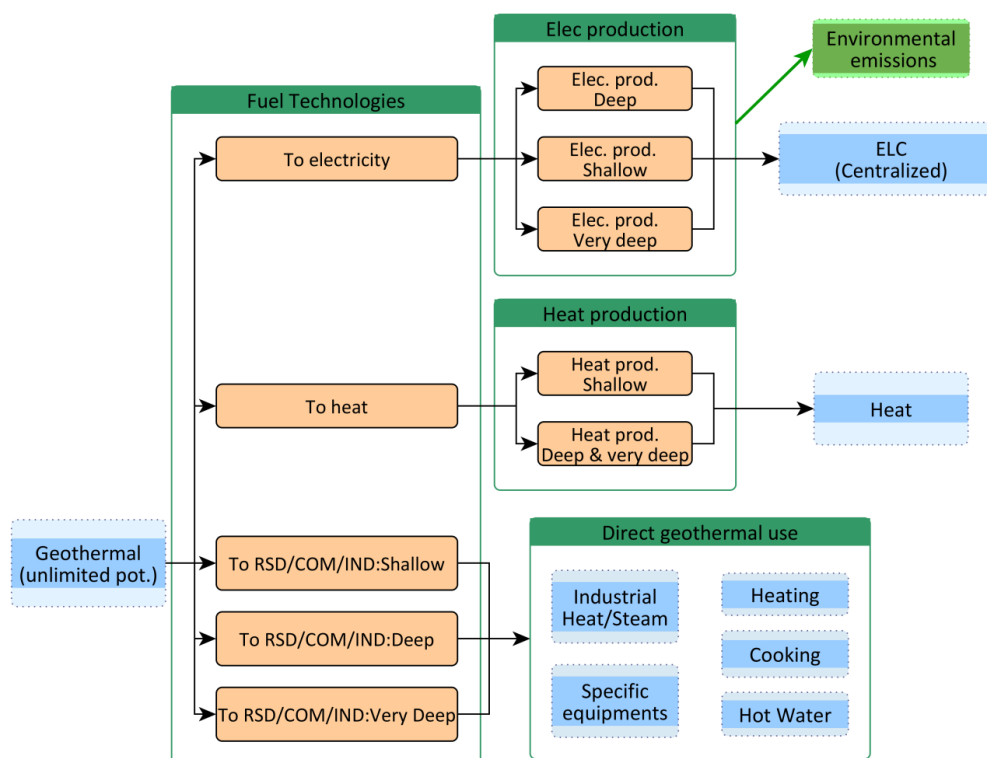 Elec production
Environmental
emissions
Elec. prod.
Deep
Fuel Technologies
To electricity
Elec. prod.
Shallow
ELC
(Centralized)
Elec. prod.
Very deep
Heat production
Heat prod.
Shallow
To heat
Heat
Heat prod.
Deep & very deep
Geothermal
(unlimited pot.)
To RSD/COM/IND:Shallow
To RSD/COM/IND:Deep
To RSD/COM/IND:Very Deep
Direct geothermal use
Industrial
Heat/Steam
Heating
Cooking
Specific
equipments
Hot Water